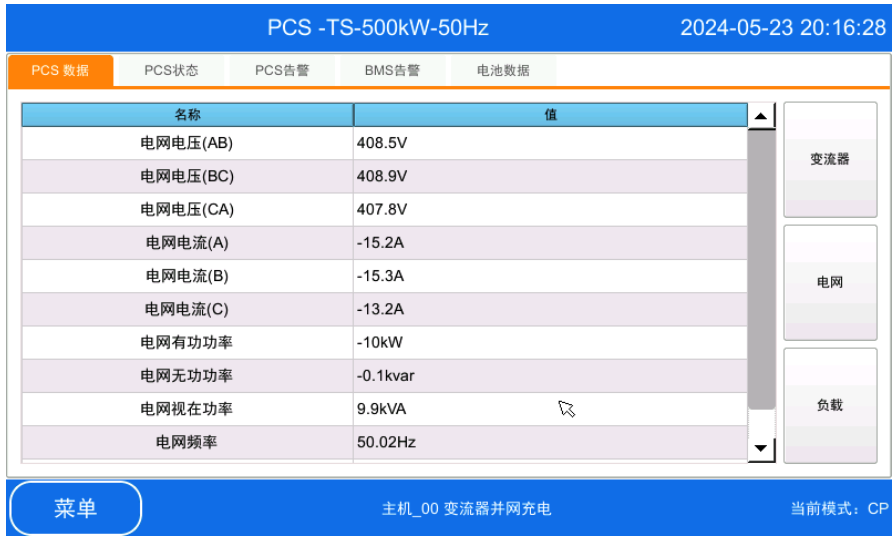 PCS -TS-500kW-50Hz 2024-05-23 20:16:28
PCS 数据 PCS状态 PCS告警 BMS告警 电池数据
名称 值
电网电压(AB) 408.5V
电网电压(BC) 408.9V
电网电压(CA) 407.8V
电网电流(A) -15.2A
电网电流(B) -15.3A
电网电流(C) -13.2A
电网有功功率 -10kW
电网无功功率 -0.1kvar
电网视在功率 9.9kVA
电网频率 50.02Hz
变流器
电网
负载
菜单 主机_00 变流器并网充电 当前模式：CP